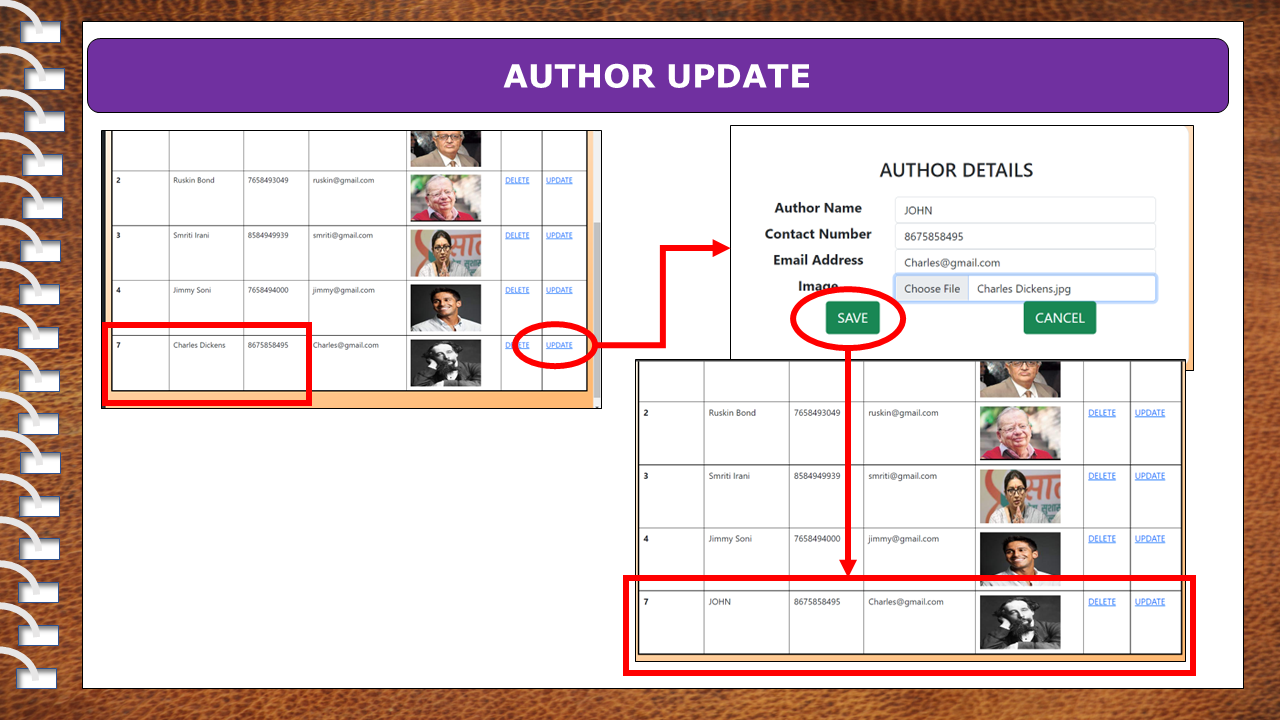 AUTHOR UPDATE
2 Ruskin Bond 7658493049 ruskin@gmail.com DELETE UPDATE
3 Smriti Irani 8584949939 smriti@gmail.com DELETE UPDATE
4 Jimmy Soni 7658494000 jimmy@gmail.com DELETE UPDATE
7 Charles Dickens 8675858495 Charles@gmail.com DELETE UPDATE
AUTHOR DETAILS
Author Name JOHN
Contact Number 8675858495
Email Address Charles@gmail.com
Image Choose File Charles Dickens.jpg
SAVE CANCEL
2 Ruskin Bond 7658493049 ruskin@gmail.com DELETE UPDATE
3 Smriti Irani 8584949939 smriti@gmail.com DELETE UPDATE
4 Jimmy Soni 7658494000 jimmy@gmail.com DELETE UPDATE
7 JOHN 8675858495 Charles@gmail.com DELETE UPDATE